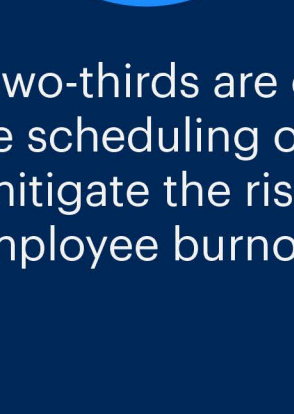 wo-thirds are
e scheduling o
nitigate the ris
nployee burno